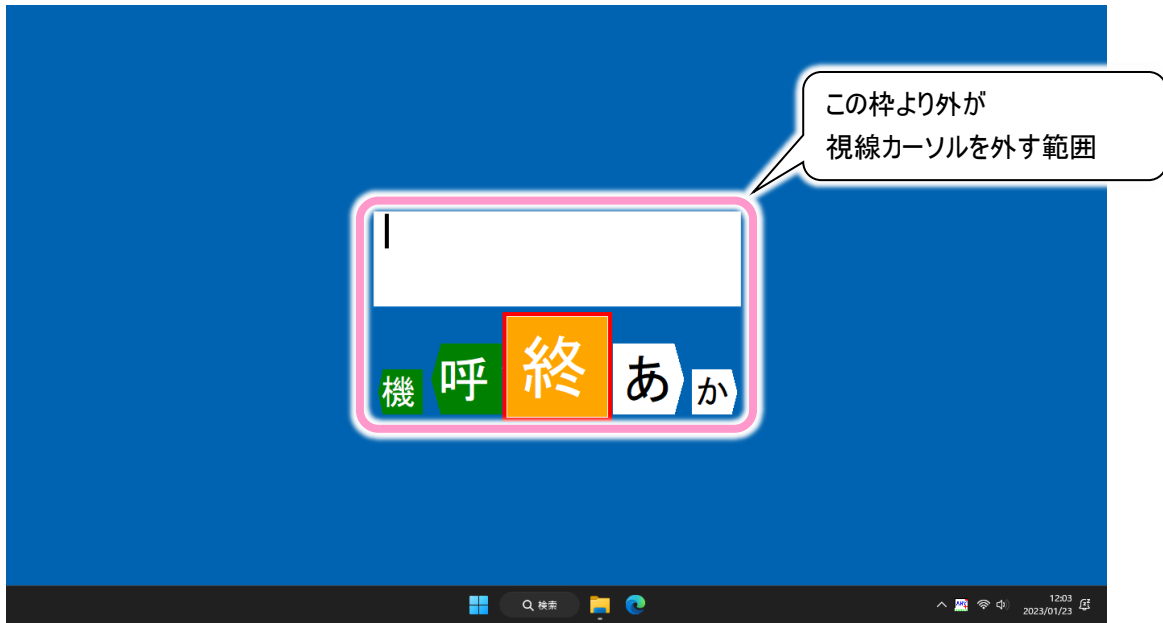 この枠より外が
視線カーソルを外す範囲
機 呼 終 あ か
検索
12:03
2023/01/23